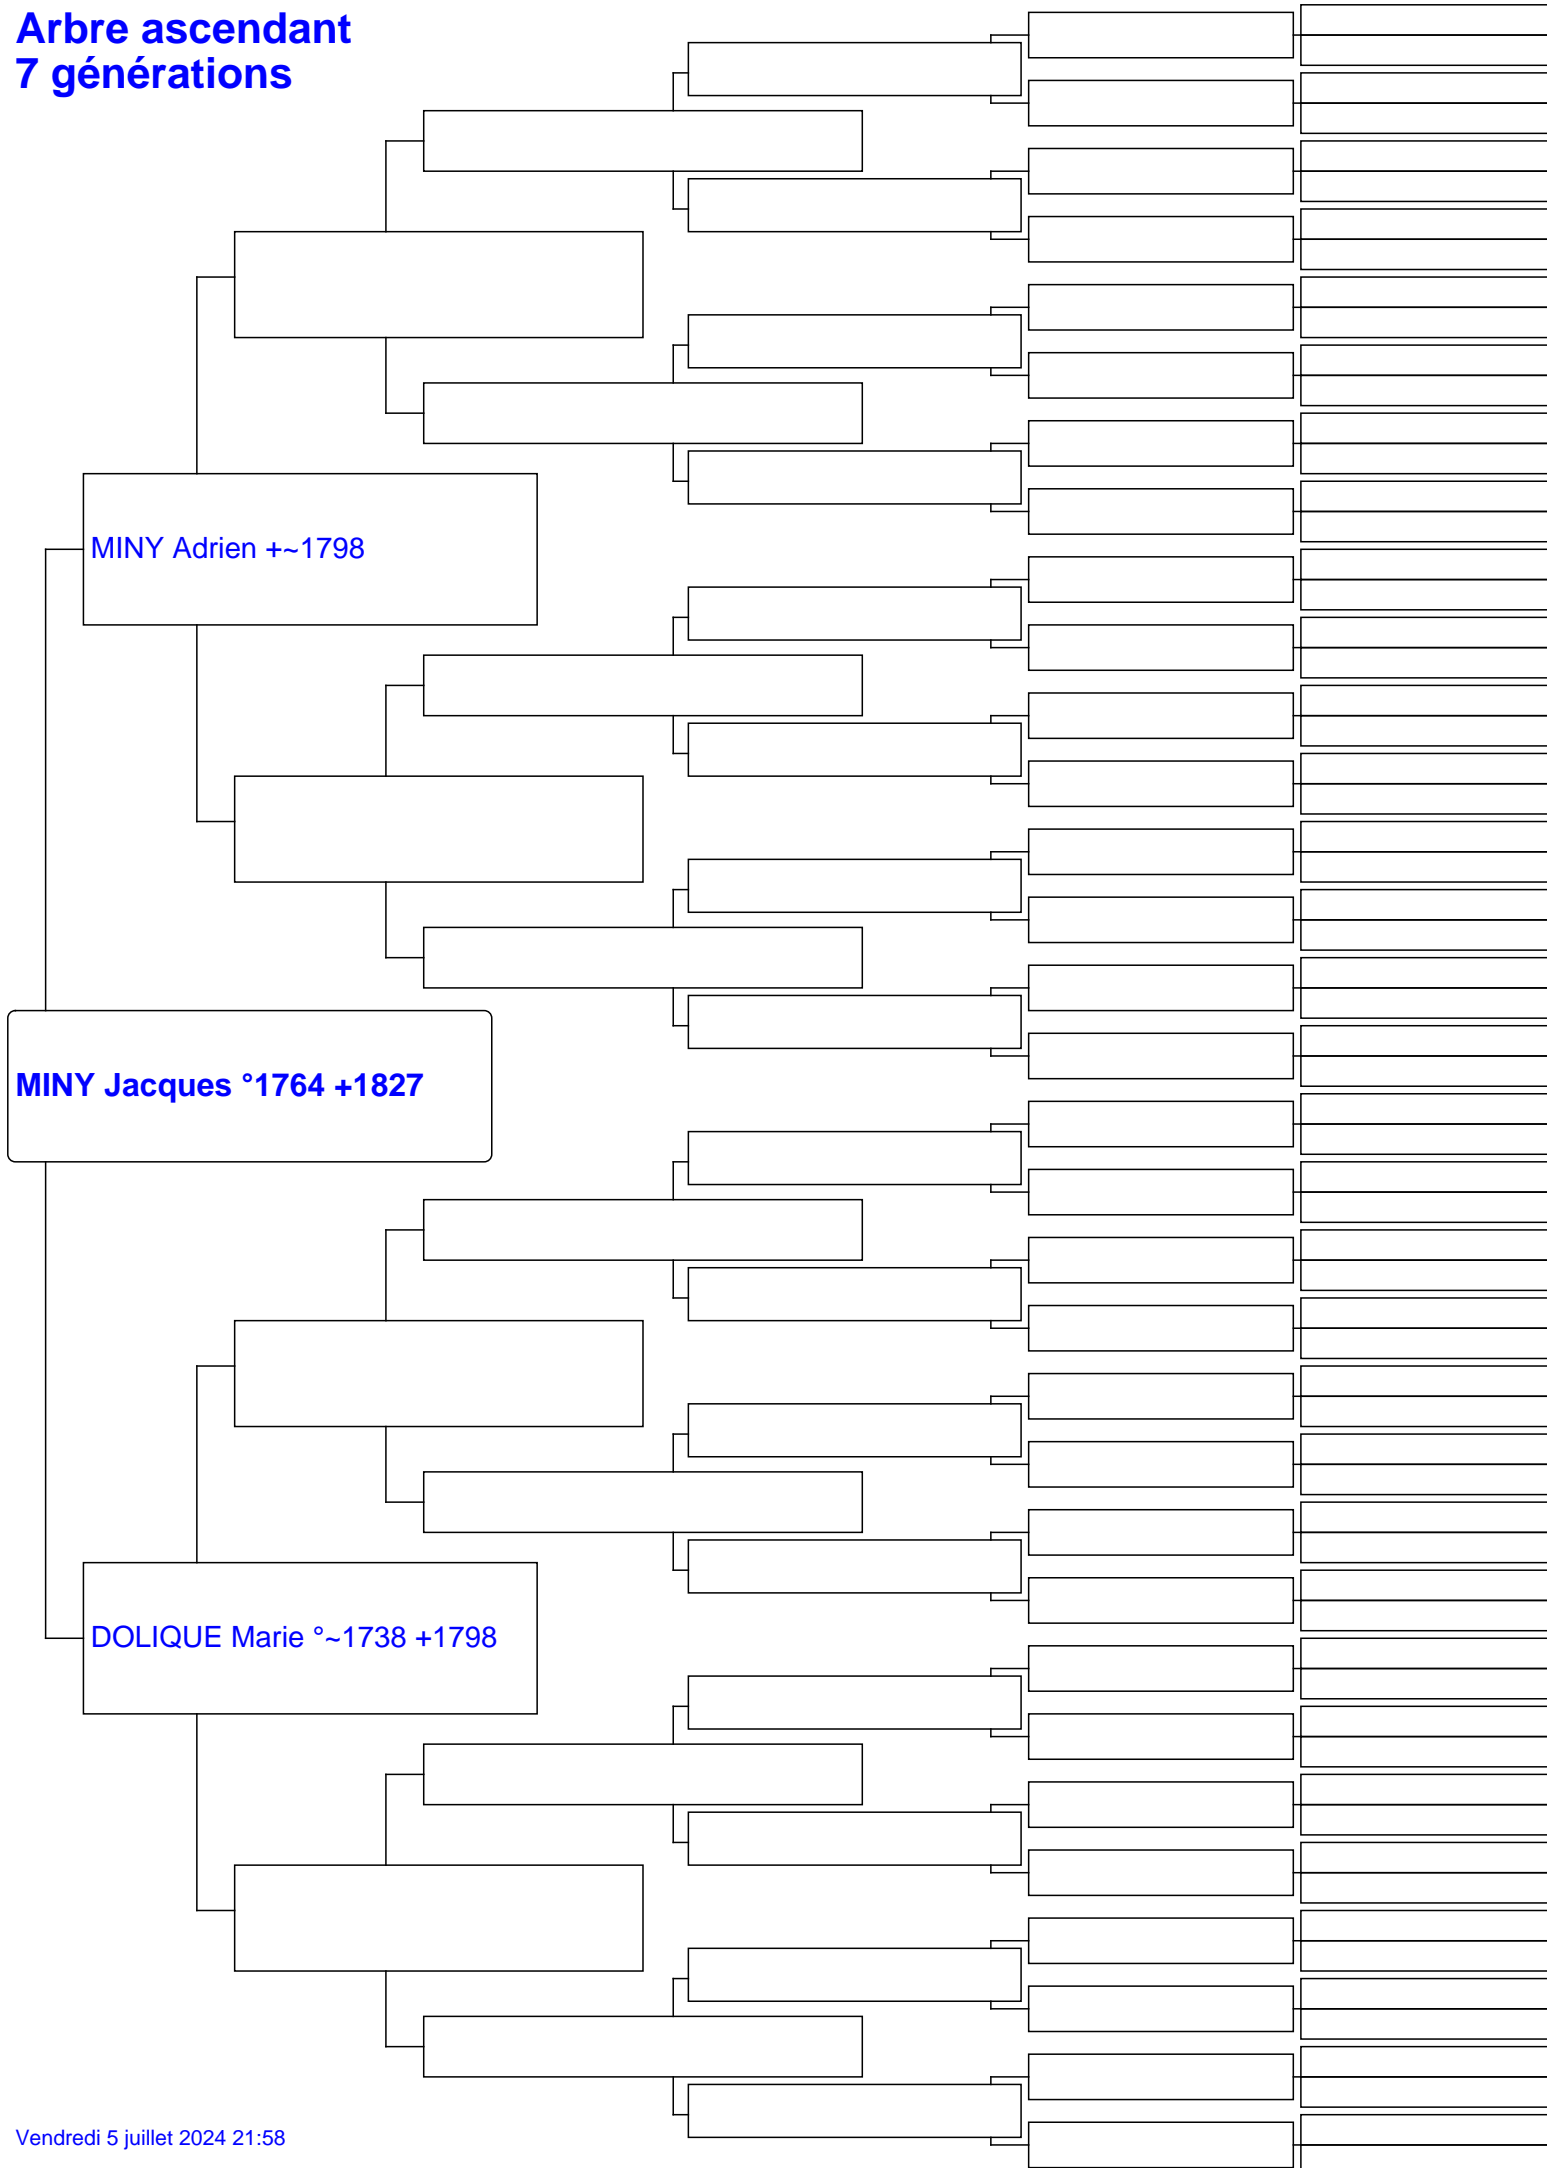 Arbre ascendant
7 générations
MINY Adrien +~1798
MINY Jacques °1764 +1827
DOLIQUE Marie °~1738 +1798
Vendredi 5 juillet 2024 21:58